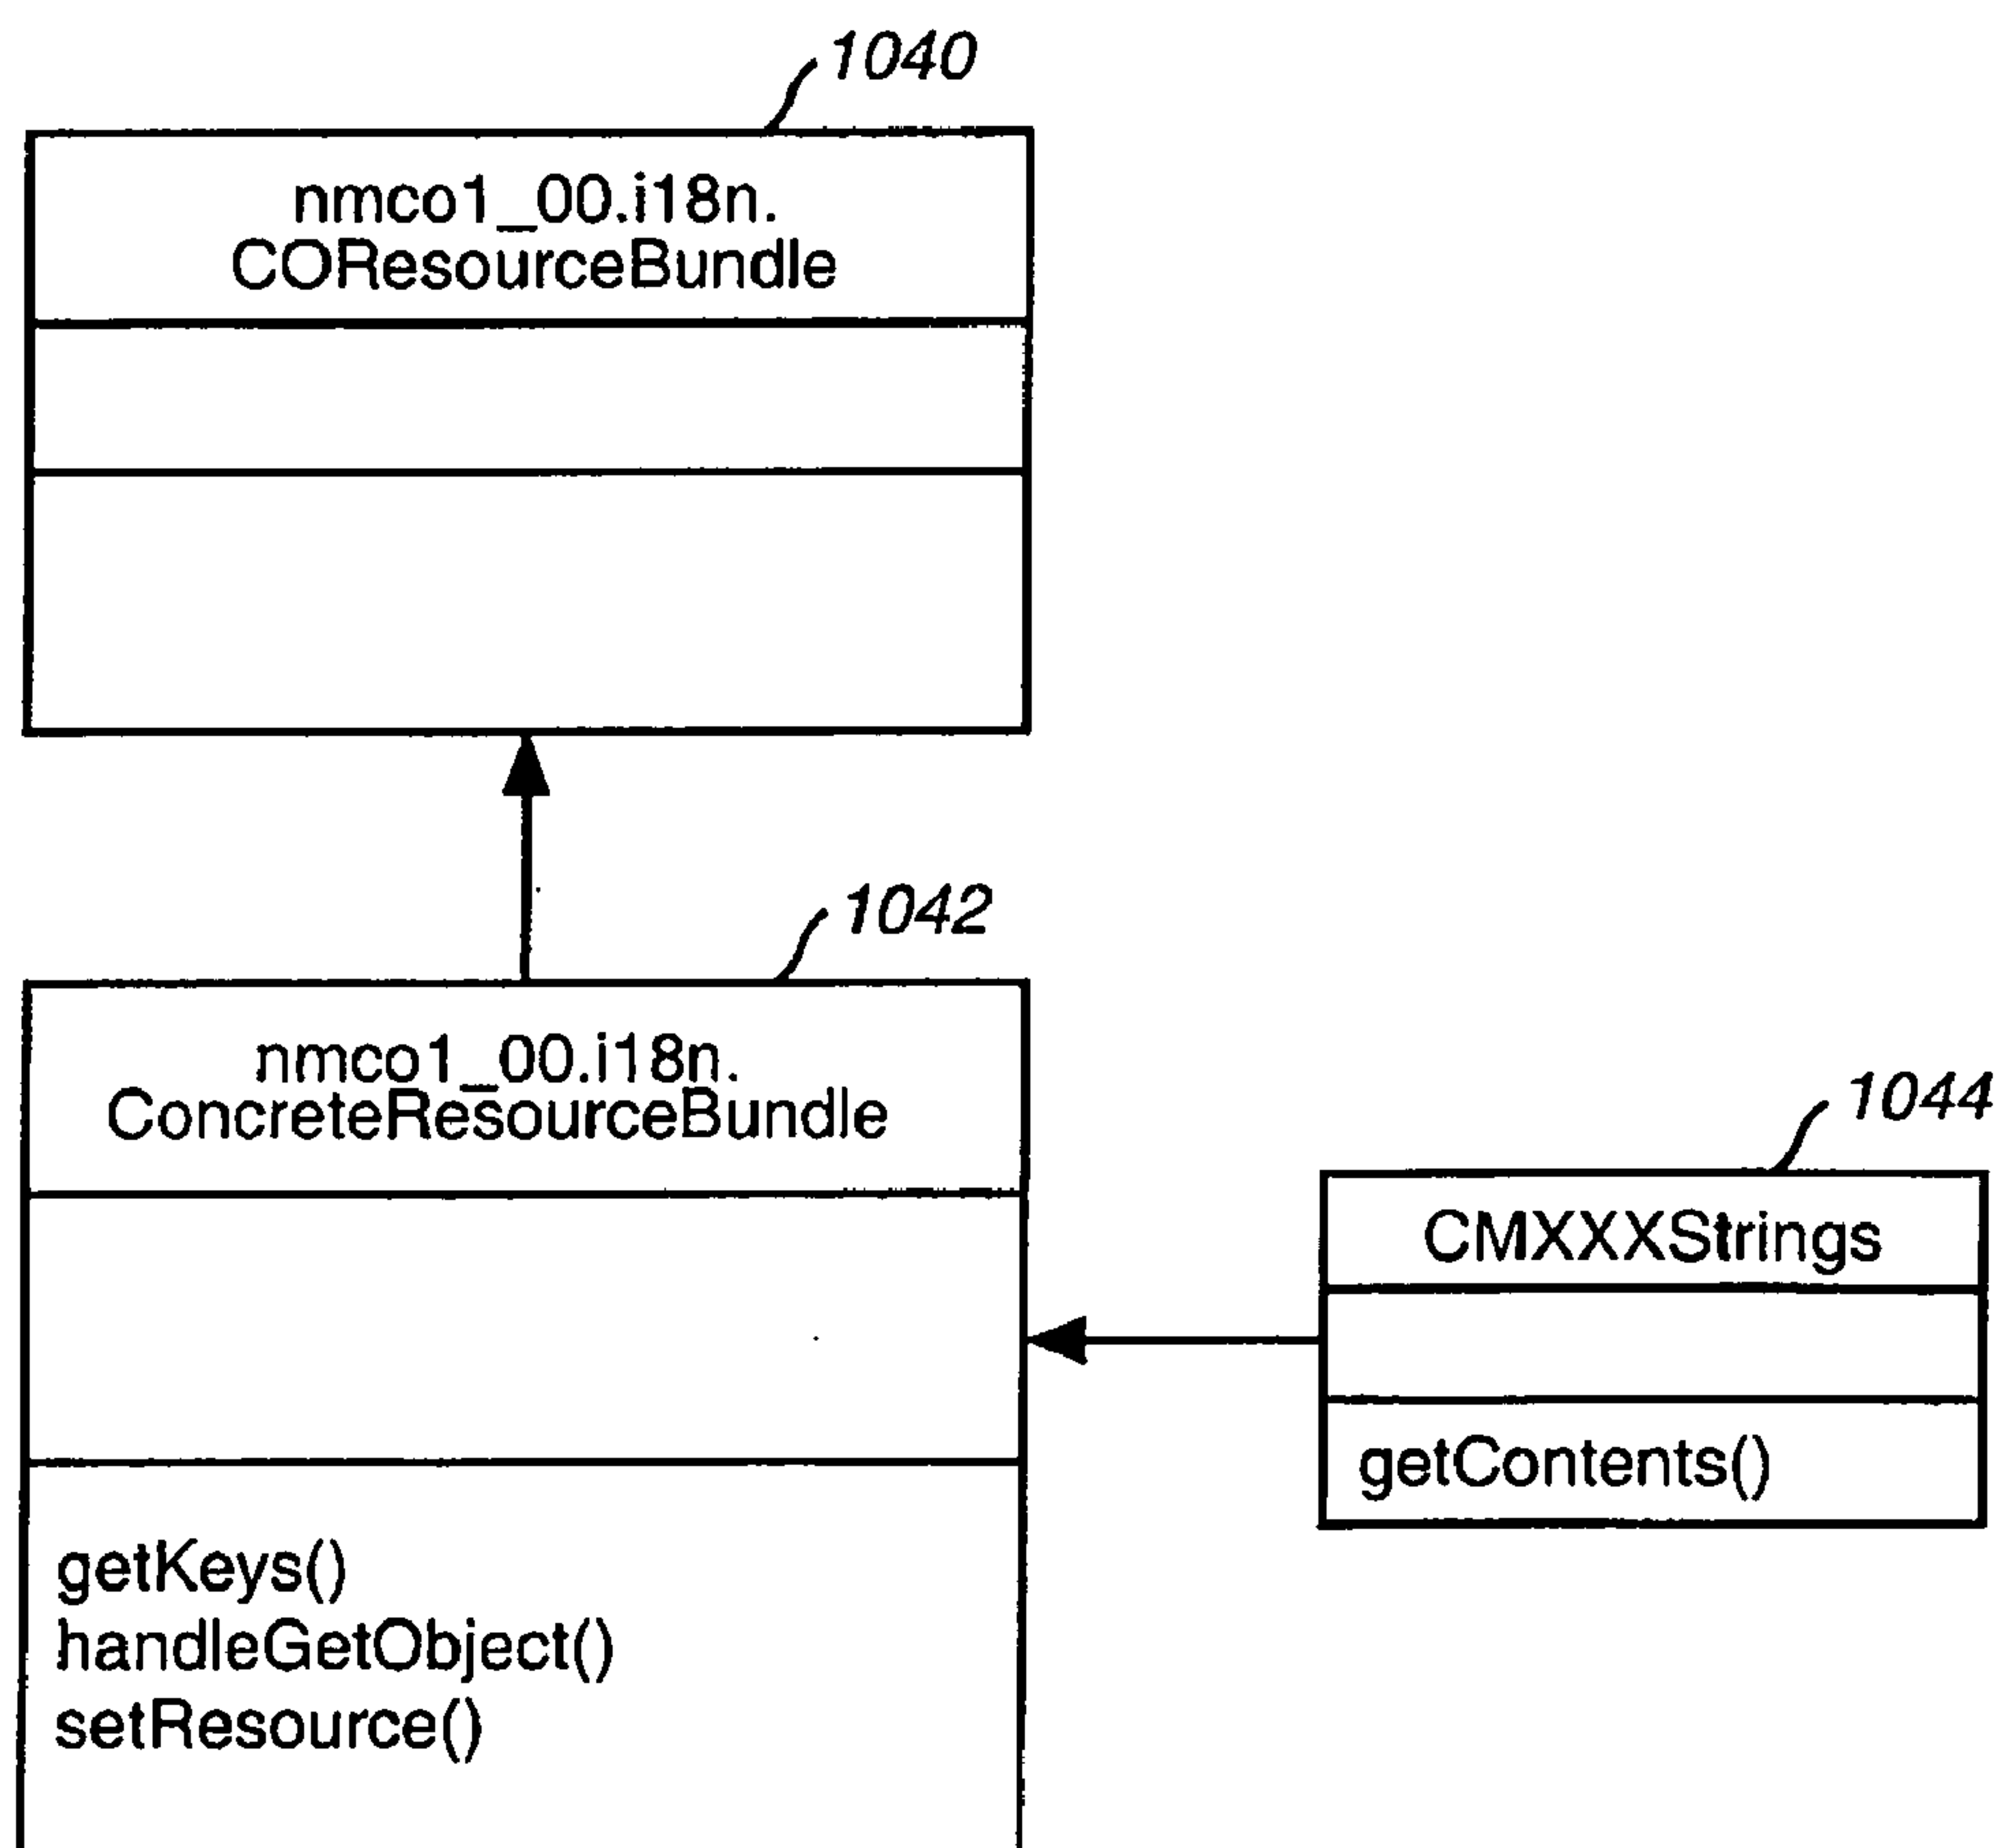 1040
nmco1_00.i18n.
COResourceBundle
1042
nmco1_00.i18n.
ConcreteResourceBundle
getKeys()
handleGetObject()
setResource()
1044
CMXXXStrings
getContents()